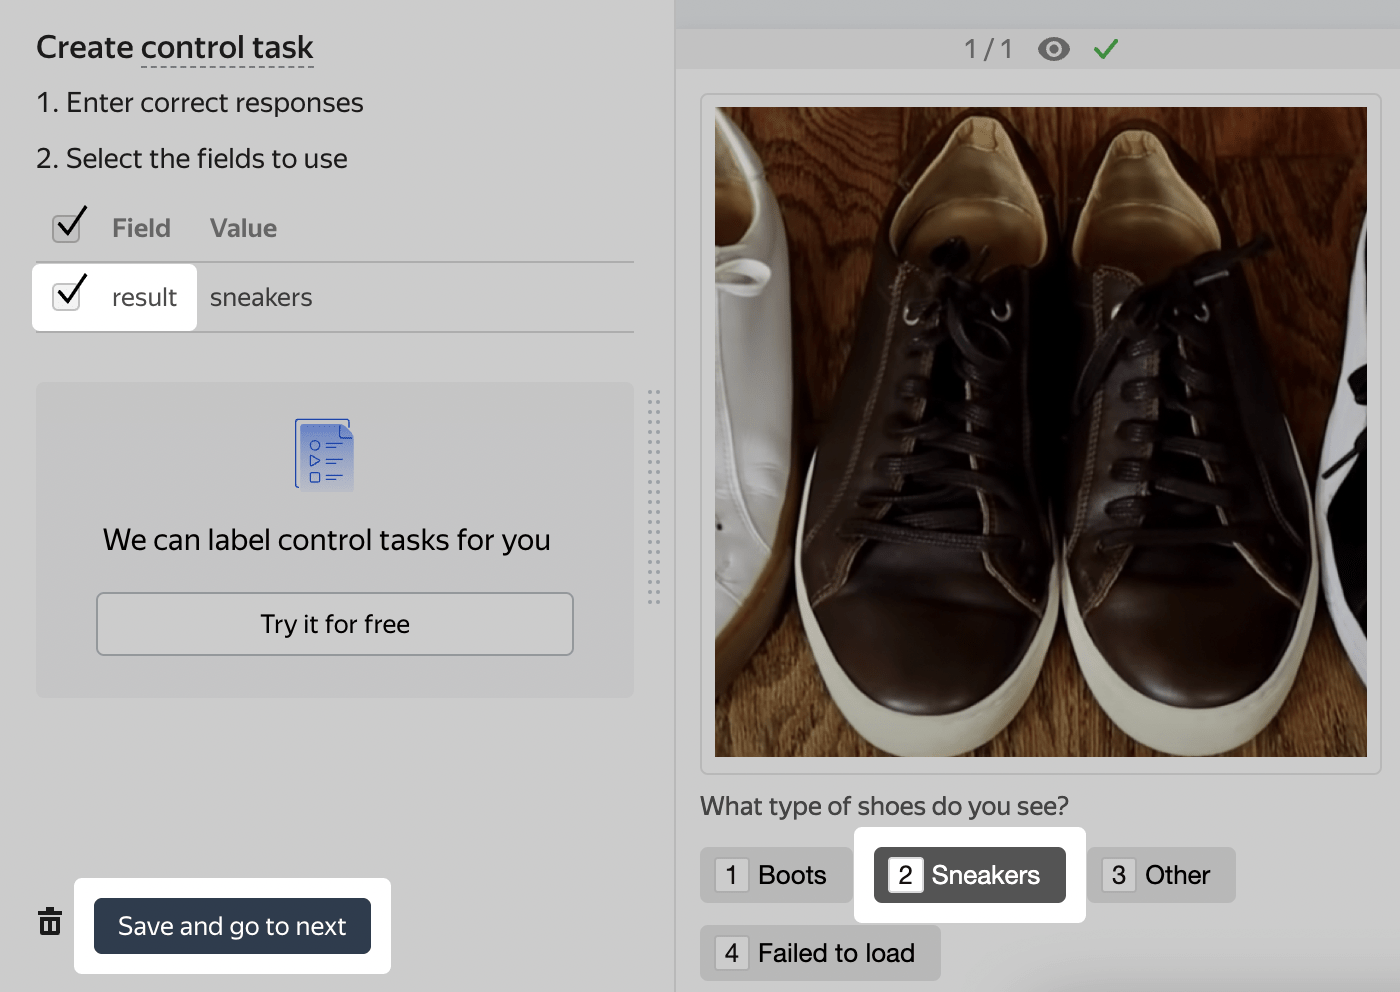 Create control task
1. Enter correct responses
2. Select the fields to use
Field Value
result sneakers
We can label control tasks for you
Try it for free
Save and go to next
1 / 1
What type of shoes do you see?
1 Boots 2 Sneakers 3 Other
4 Failed to load